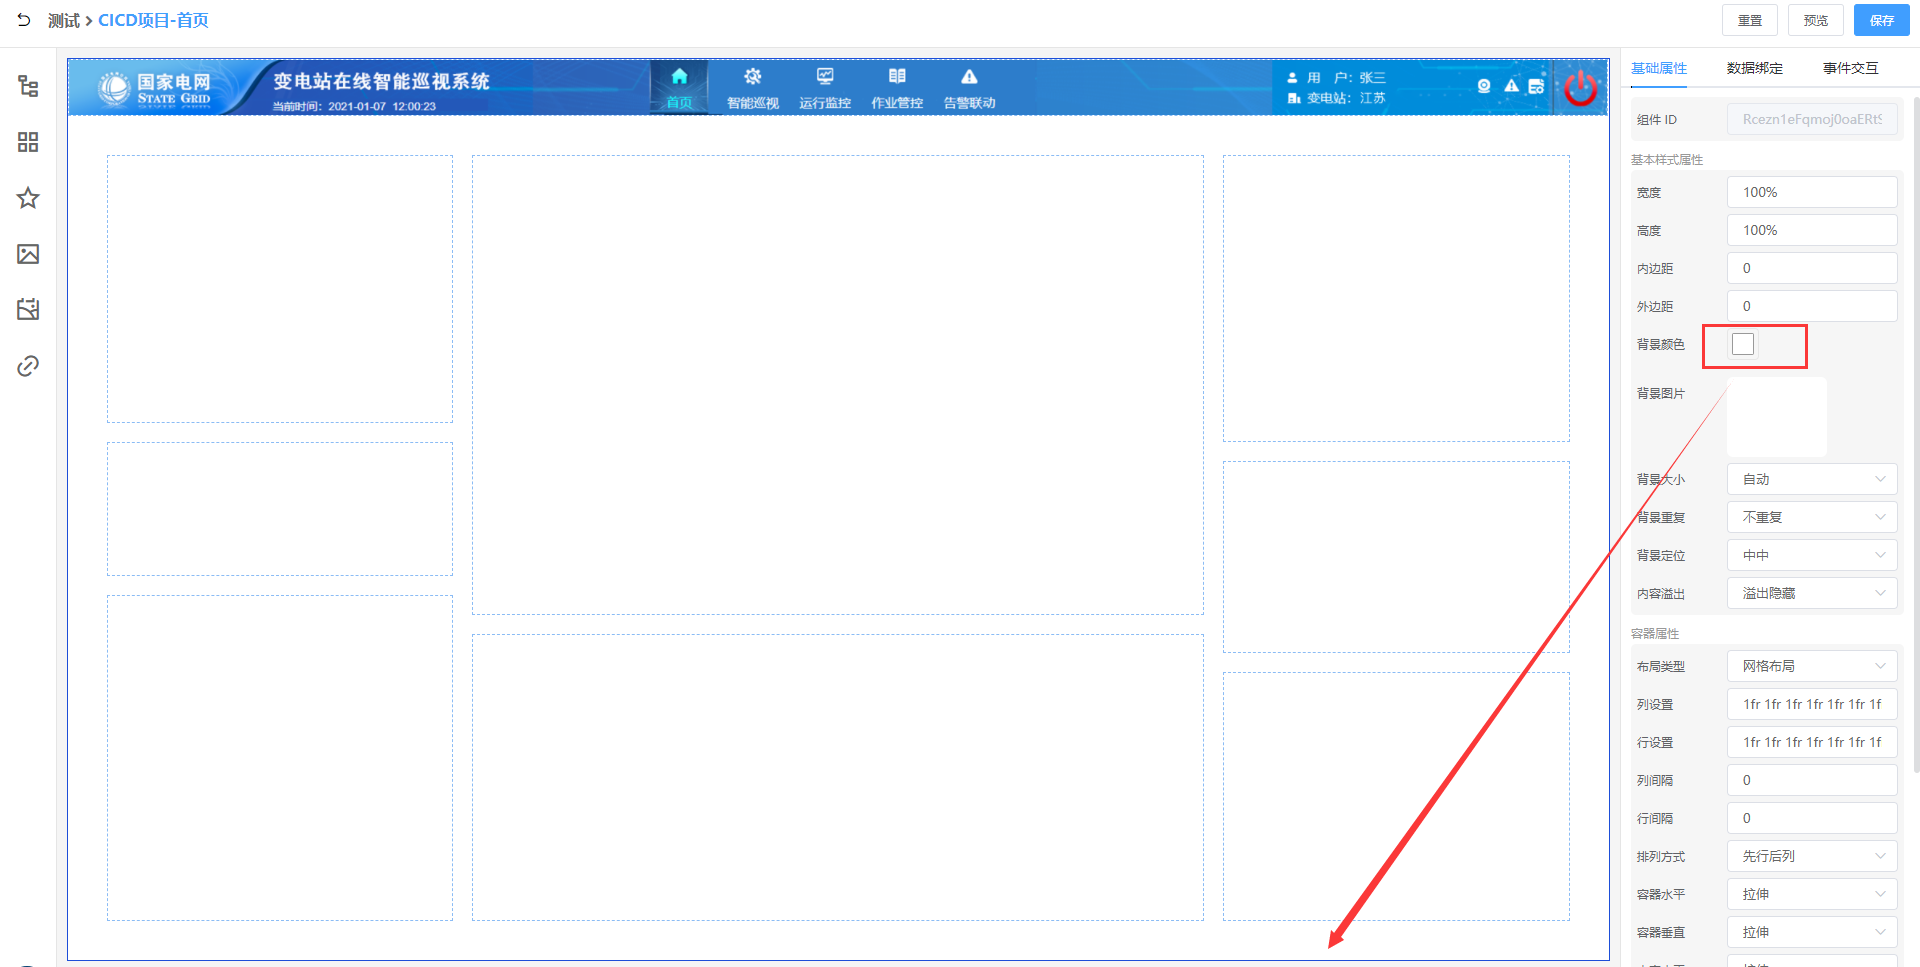 测试 > CICD项目-首页
重置
预览
保存
国家电网
STATE GRID
变电站在线智能巡视系统
当前时间：2021-01-07 12:00:23
首页
智能巡视
运行监控
作业管控
告警联动
用 户：张三
变电站：江苏
基础属性
数据绑定
事件交互
组件 ID
Rcezn1eFqmoj0oaERtS
基本样式属性
宽度
100%
高度
100%
内边距
0
外边距
0
背景颜色
背景图片
背景大小
自动
背景重复
不重复
背景定位
中中
内容溢出
溢出隐藏
容器属性
布局类型
网格布局
列设置
1fr 1fr 1fr 1fr 1fr 1fr 1f
行设置
1fr 1fr 1fr 1fr 1fr 1fr 1f
列间隔
0
行间隔
0
排列方式
先行后列
容器水平
拉伸
容器垂直
拉伸